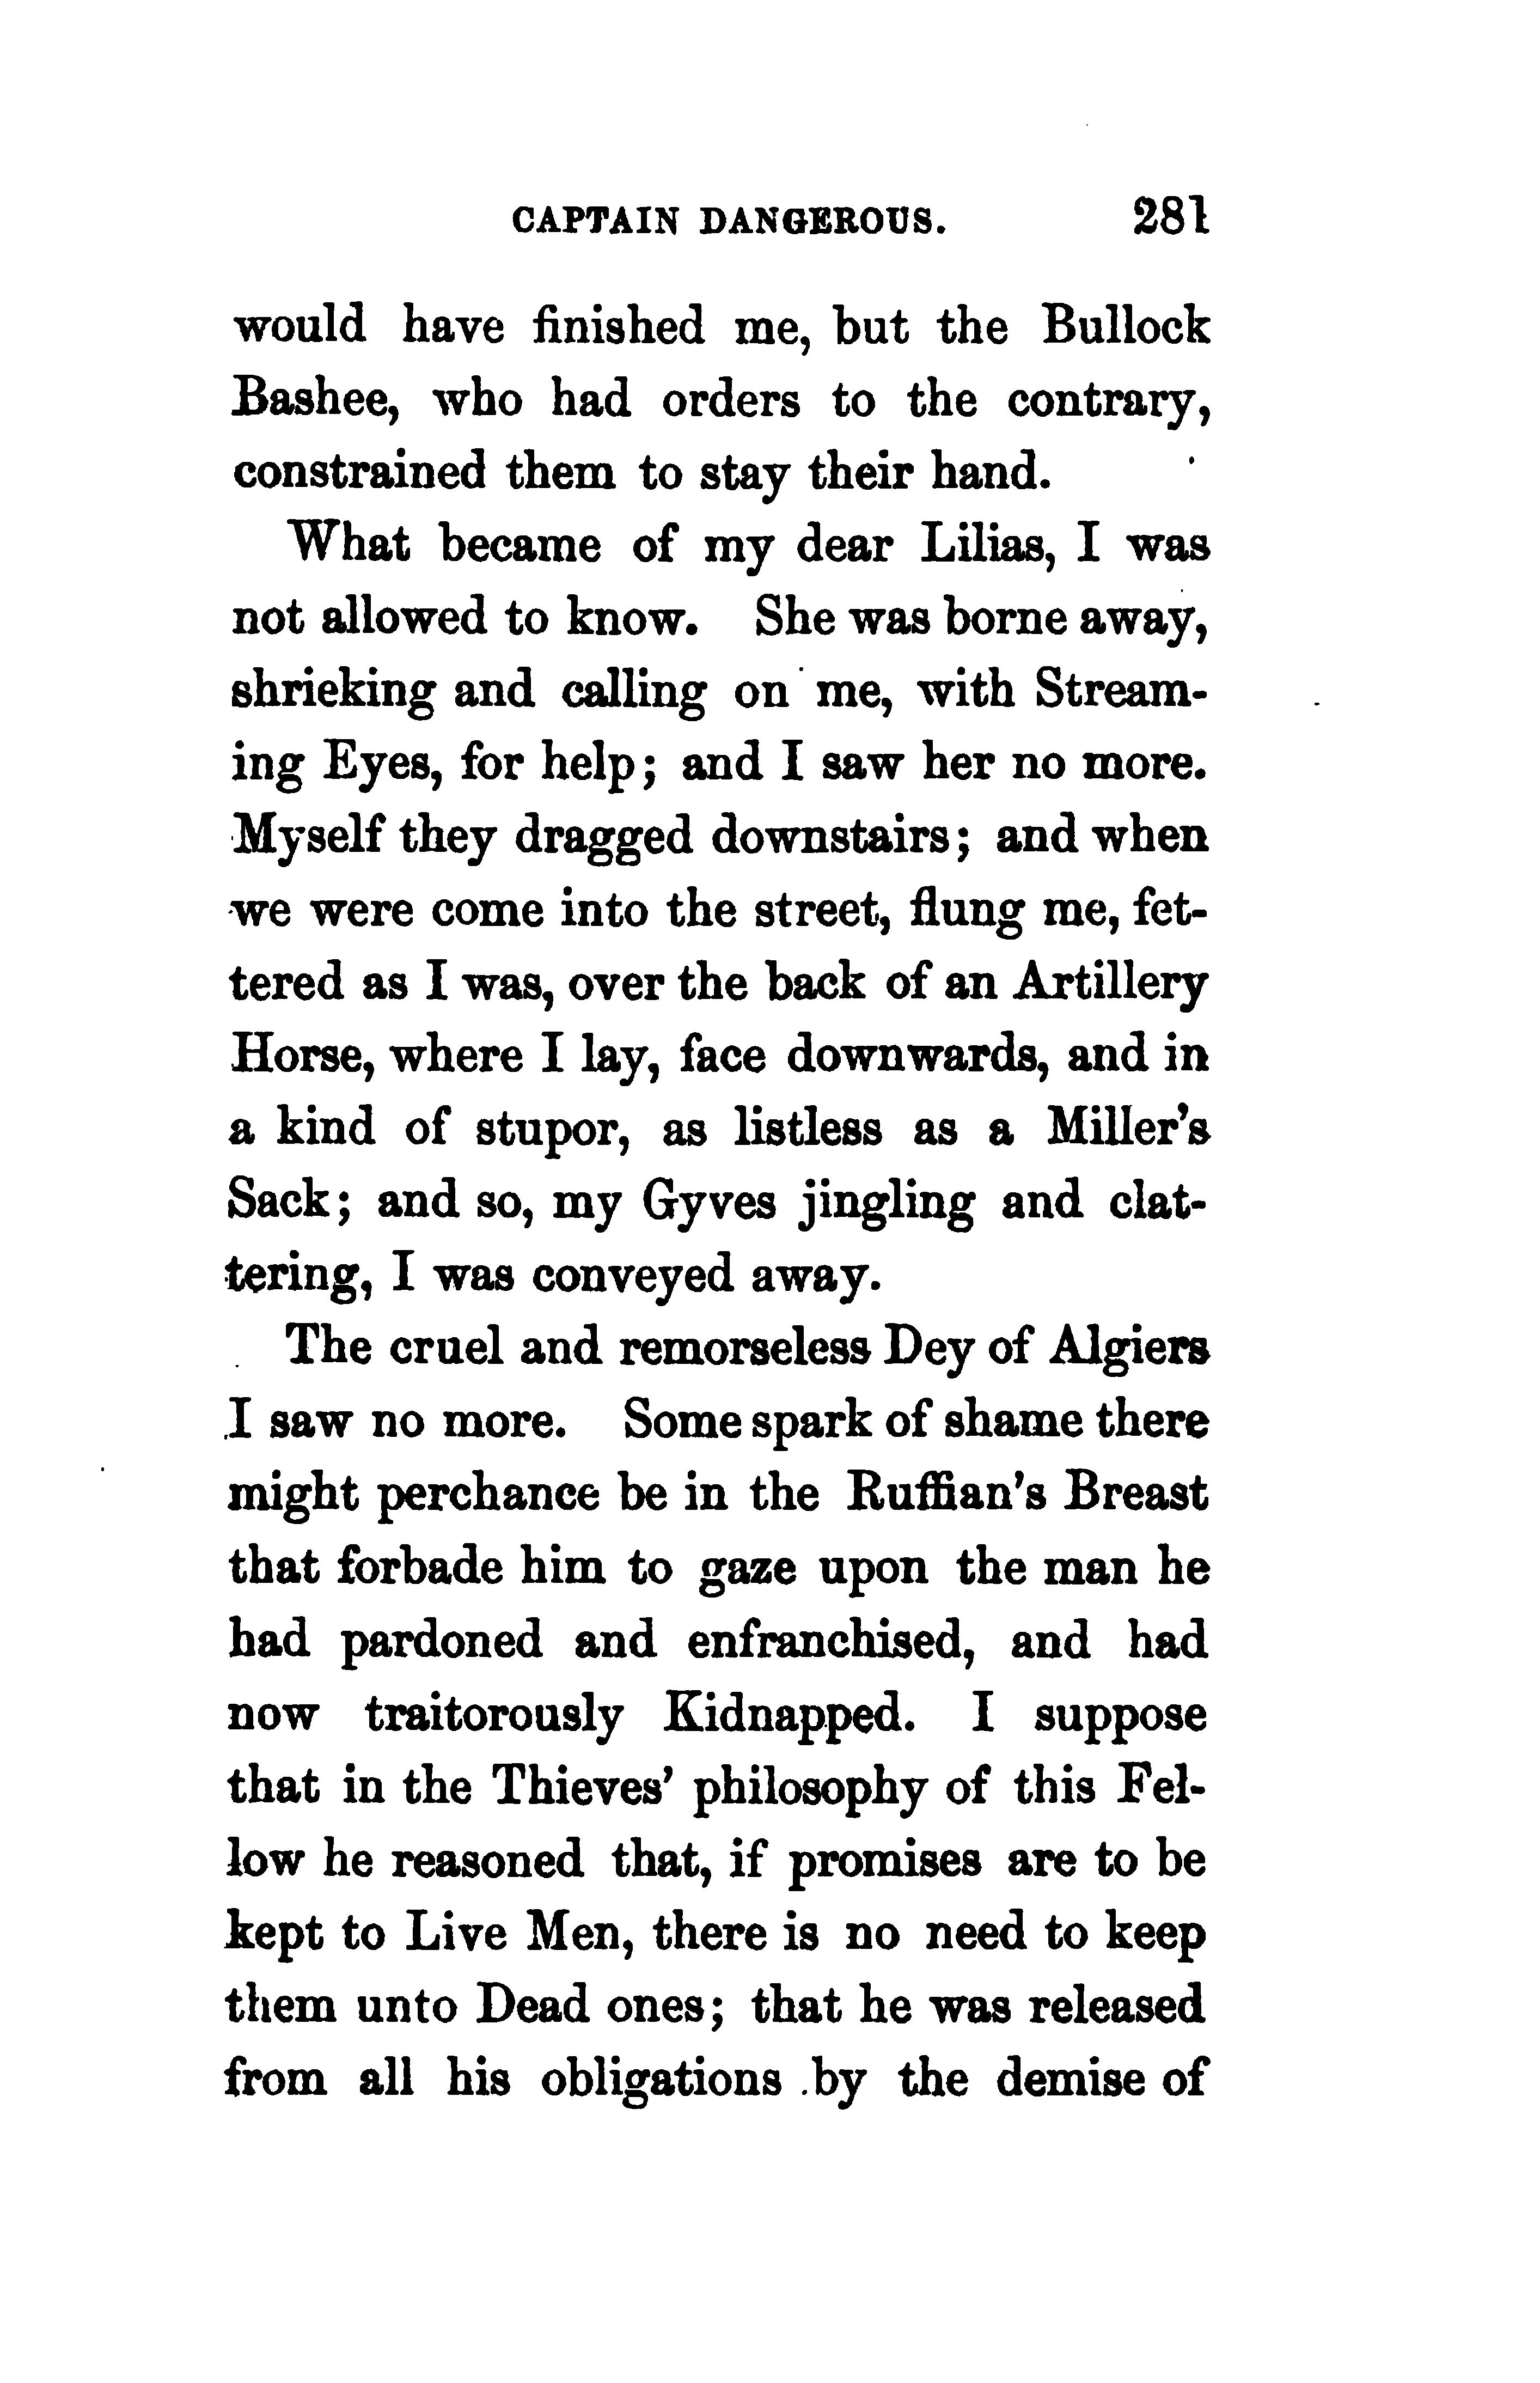 CAPTAIN DANGEROUS. 281
would have finished me, but the Bullock
Bashee, who had orders to the contrary,
constrained them to stay their hand.
What became of my dear Lilias, I was
not allowed to know. She was borne away,
shrieking and calling on me, with Stream-
ing Eyes, for help; and I saw her no more.
Myself they dragged downstairs; and when
we were come into the street, flung me, fet-
tered as I was, over the back of an Artillery
Horse, where I lay, face downwards, and in
a kind of stupor, as listless as a Miller's
Sack; and so, my Gyves jingling and clat-
tering, I was conveyed away.
The cruel and remorseless Dey of Algiers
I saw no more. Some spark of shame there
might perchance be in the Ruffian's Breast
that forbade him to gaze upon the man he
had pardoned and enfranchised, and had
now traitorously Kidnapped. I suppose
that in the Thieves' philosophy of this Fel-
low he reasoned that, if promises are to be
kept to Live Men, there is no need to keep
them unto Dead ones; that he was released
from all his obligations by the demise of